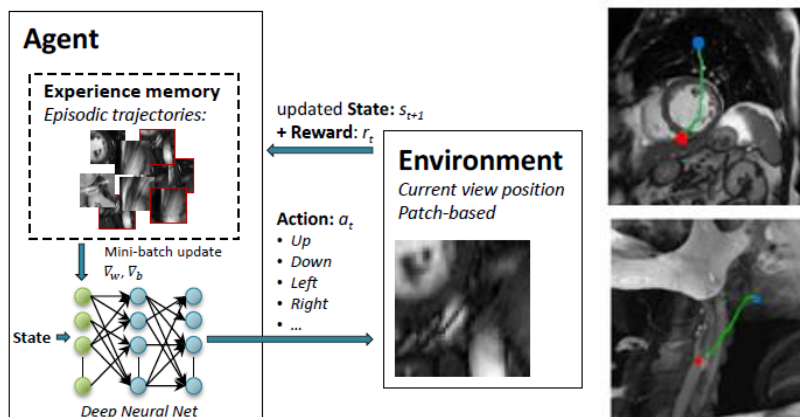 Agent
Experience memory
Episodic trajectories:
Mini-batch update
∇w, ∇b
State
Deep Neural Net
updated State: st+1
+ Reward: rt
Action: at
• Up
• Down
• Left
• Right
• ...
Environment
Current view position
Patch-based